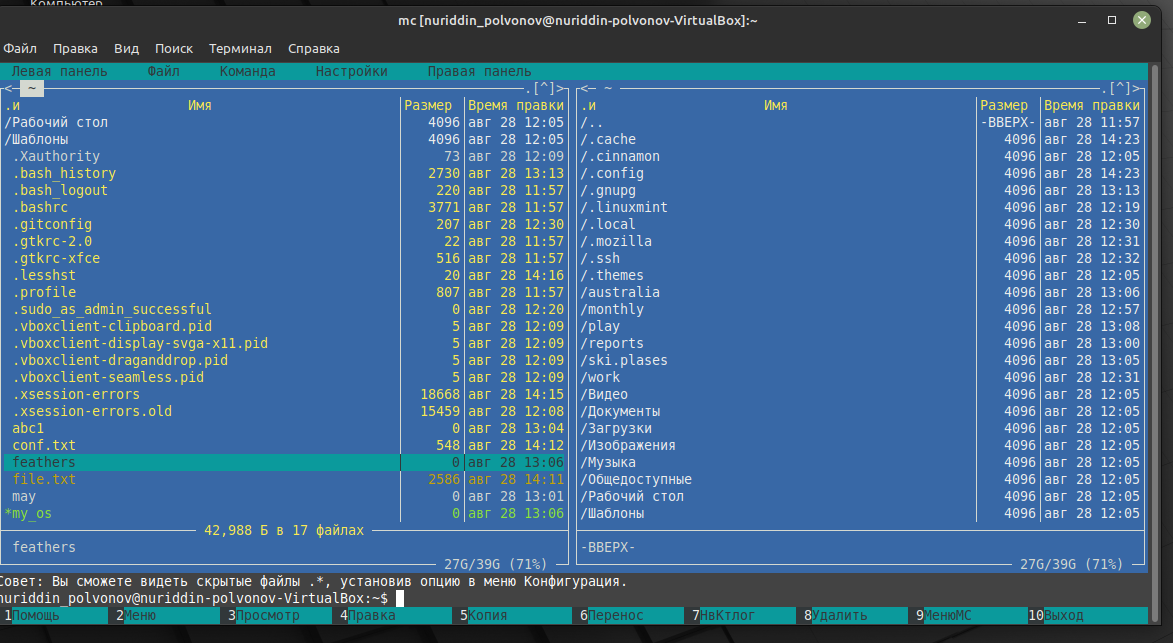 Компьютер
mc [nuriddin_polvonov@nuriddin-polvonov-VirtualBox]:~
Файл Правка Вид Поиск Терминал Справка
Левая панель Файл Команда Настройки Правая панель
<─ ~ .[^]> <─ ~ .[^]>
.и Имя Размер Время правки .и Имя Размер Время правки
/Рабочий стол 4096 авг 28 12:05 /.. -ВВЕРХ- авг 28 11:57
/Шаблоны 4096 авг 28 12:05 /.cache 4096 авг 28 14:23
.Xauthority 73 авг 28 12:09 /.cinnamon 4096 авг 28 12:05
.bash_history 2730 авг 28 13:13 /.config 4096 авг 28 14:23
.bash_logout 220 авг 28 11:57 /.gnupg 4096 авг 28 13:13
.bashrc 3771 авг 28 11:57 /.linuxmint 4096 авг 28 12:19
.gitconfig 207 авг 28 12:30 /.local 4096 авг 28 12:30
.gtkrc-2.0 22 авг 28 11:57 /.mozilla 4096 авг 28 12:31
.gtkrc-xfce 516 авг 28 11:57 /.ssh 4096 авг 28 12:32
.lesshst 20 авг 28 14:16 /.themes 4096 авг 28 12:05
.profile 807 авг 28 11:57 /australia 4096 авг 28 13:06
.sudo_as_admin_successful 0 авг 28 12:20 /monthly 4096 авг 28 12:57
.vboxclient-clipboard.pid 5 авг 28 12:09 /play 4096 авг 28 13:08
.vboxclient-display-svga-x11.pid 5 авг 28 12:09 /reports 4096 авг 28 13:00
.vboxclient-draganddrop.pid 5 авг 28 12:09 /ski.plases 4096 авг 28 13:05
.vboxclient-seamless.pid 5 авг 28 12:09 /work 4096 авг 28 12:31
.xsession-errors 18668 авг 28 14:15 /Видео 4096 авг 28 12:05
.xsession-errors.old 15459 авг 28 12:08 /Документы 4096 авг 28 12:05
abc1 0 авг 28 13:04 /Загрузки 4096 авг 28 12:05
conf.txt 548 авг 28 14:12 /Изображения 4096 авг 28 12:05
feathers 0 авг 28 13:06 /Музыка 4096 авг 28 12:05
file.txt 2586 авг 28 14:11 /Общедоступные 4096 авг 28 12:05
may 0 авг 28 13:01 /Рабочий стол 4096 авг 28 12:05
*my_os 0 авг 28 13:06 /Шаблоны 4096 авг 28 12:05
42,988 Б в 17 файлах
feathers -ВВЕРХ-
27G/39G (71%) 27G/39G (71%)
Совет: Вы сможете видеть скрытые файлы .*, установив опцию в меню Конфигурация.
nuriddin_polvonov@nuriddin-polvonov-VirtualBox:~$
1Помощь 2Меню 3Просмотр 4Правка 5Копия 6Перенос 7НвКтлог 8Удалить 9МенюМС 10Выход